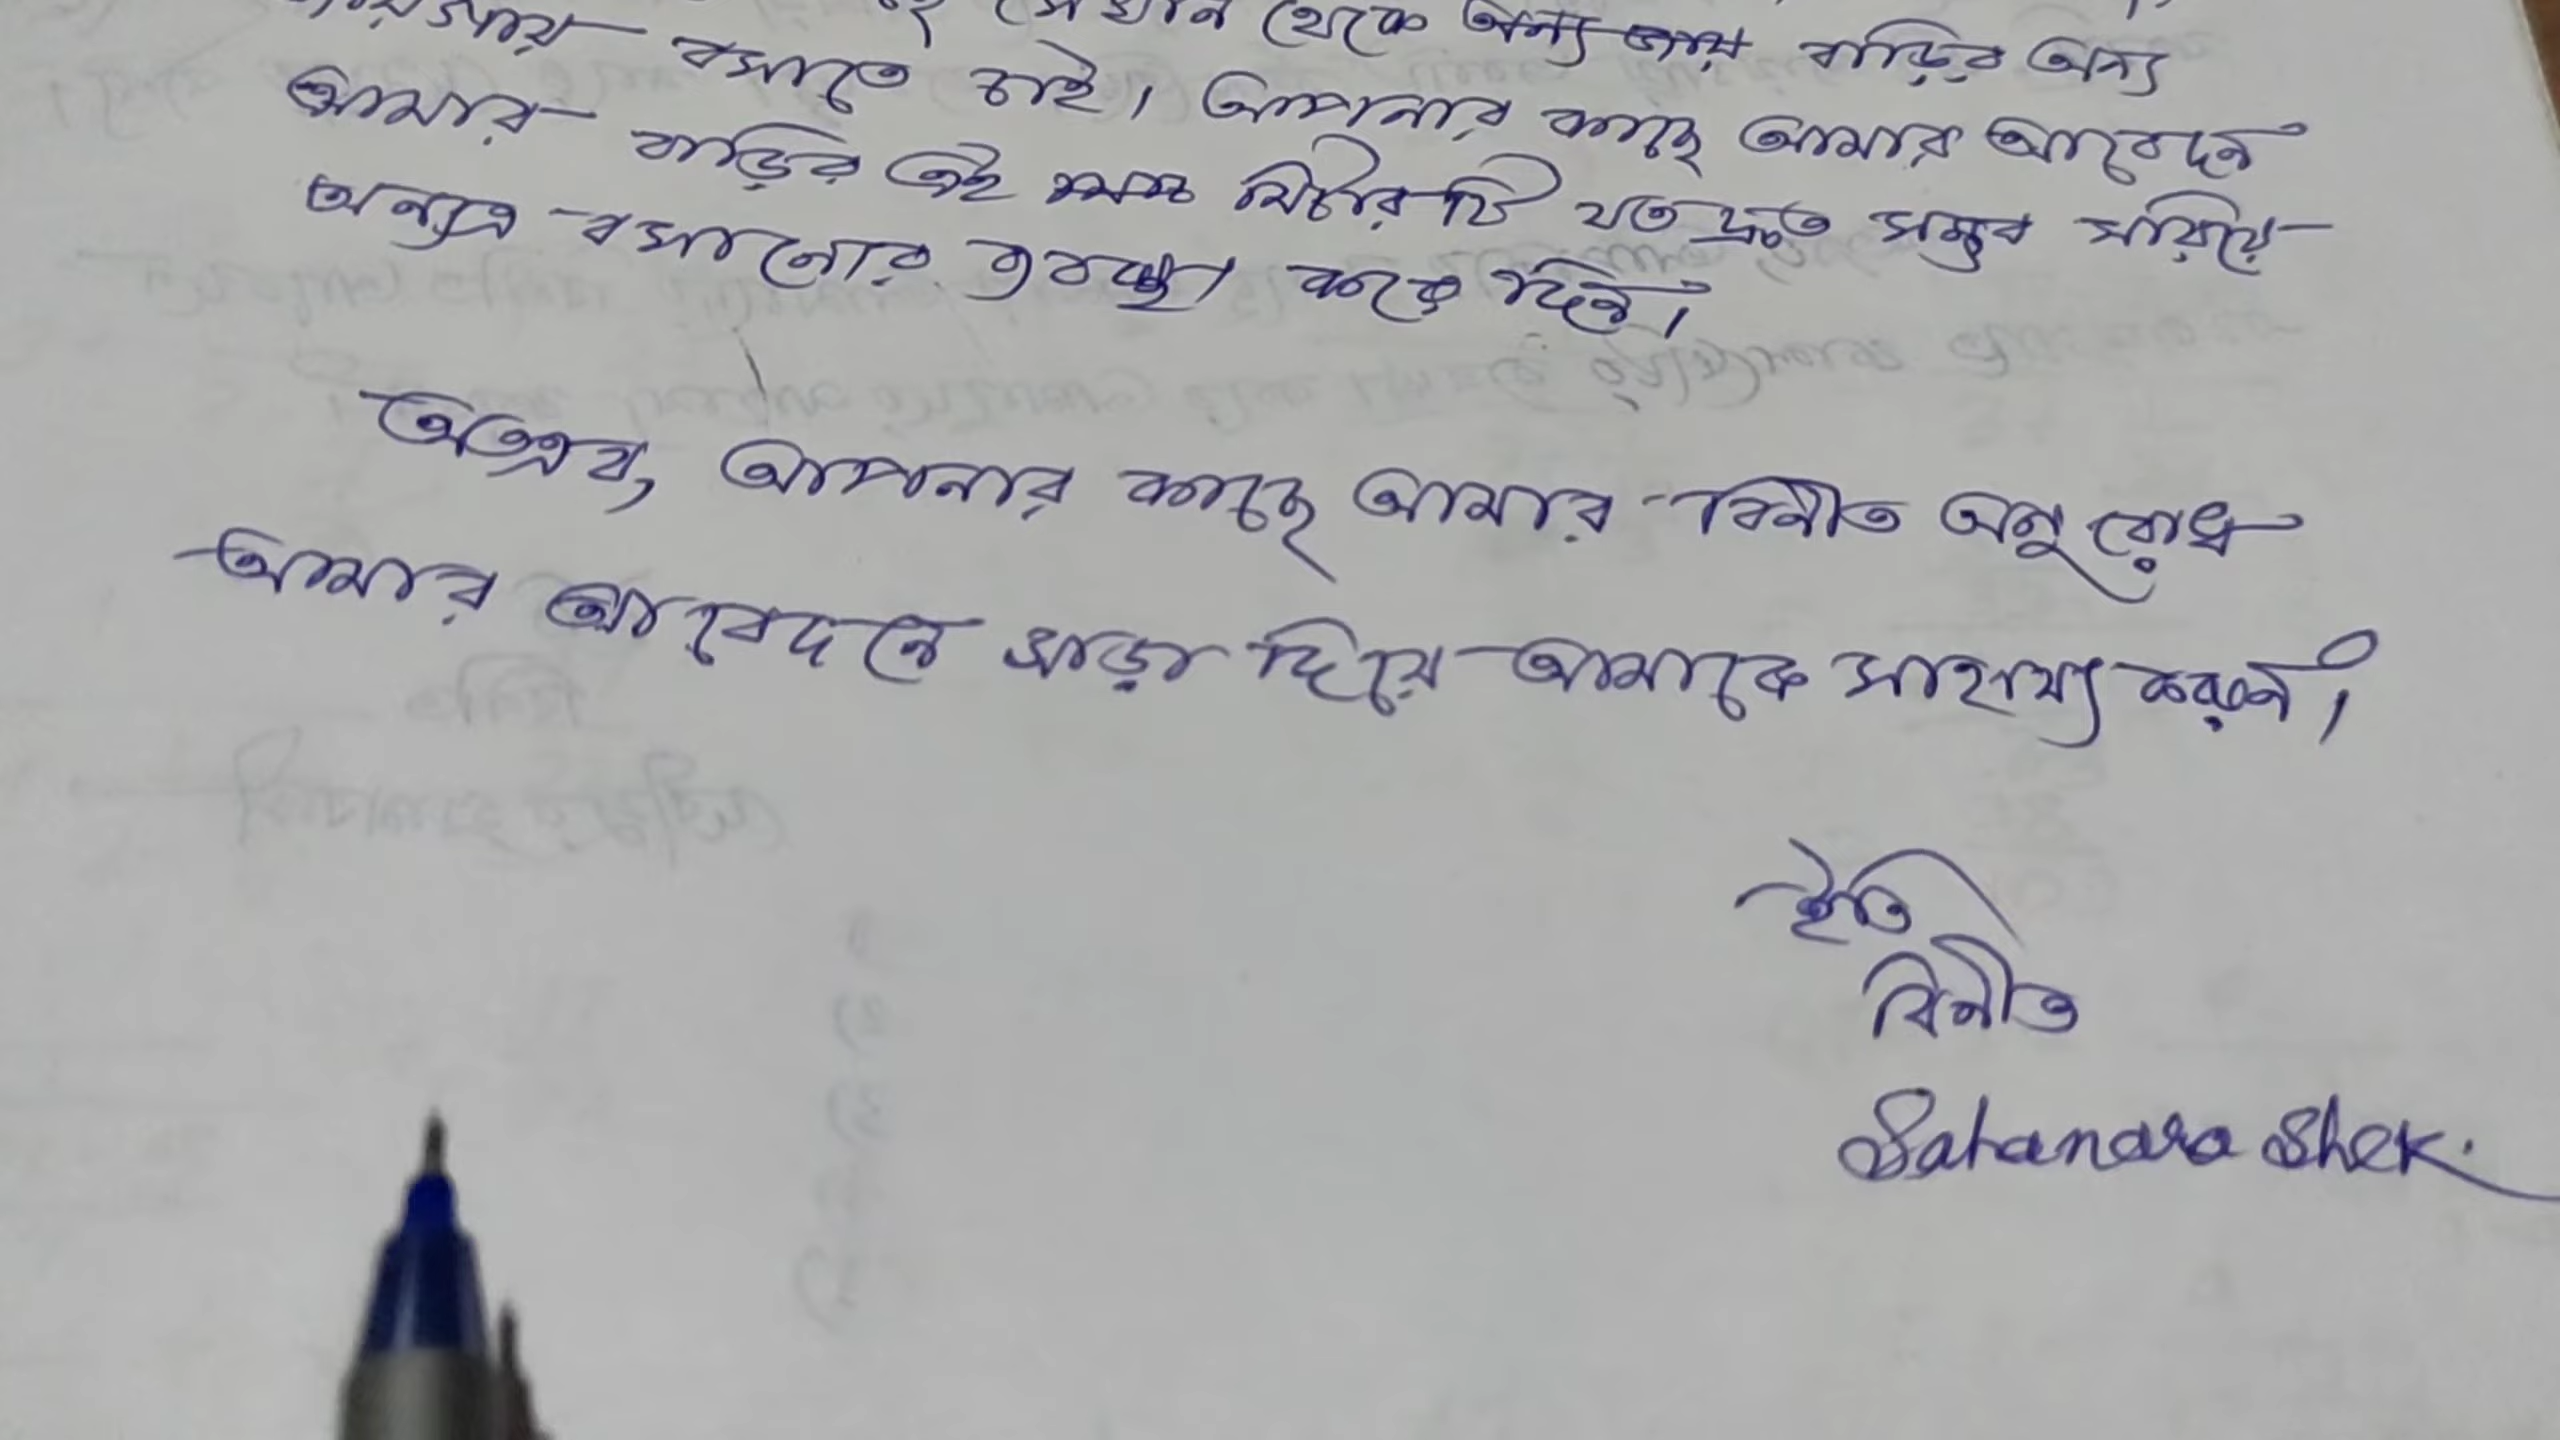 সেখান থেকে অন্য জায় বাড়ির অন্য
জায়গায় বসাতে চাই। আপনার কাছে আমার আবেদন
আমার বাড়ির এই মিটার টি যত দ্রুত সম্ভব সরিয়ে
অন্যত্র বসানোর ব্যবস্থা করে দিন।
অতএব, আপনার কাছে আমার বিনীত অনুরোধ
আমার আবেদনে সাড়া দিয়ে আমাকে সাহায্য করুন।
ইতি
বিনীত
Sahanara Shek.